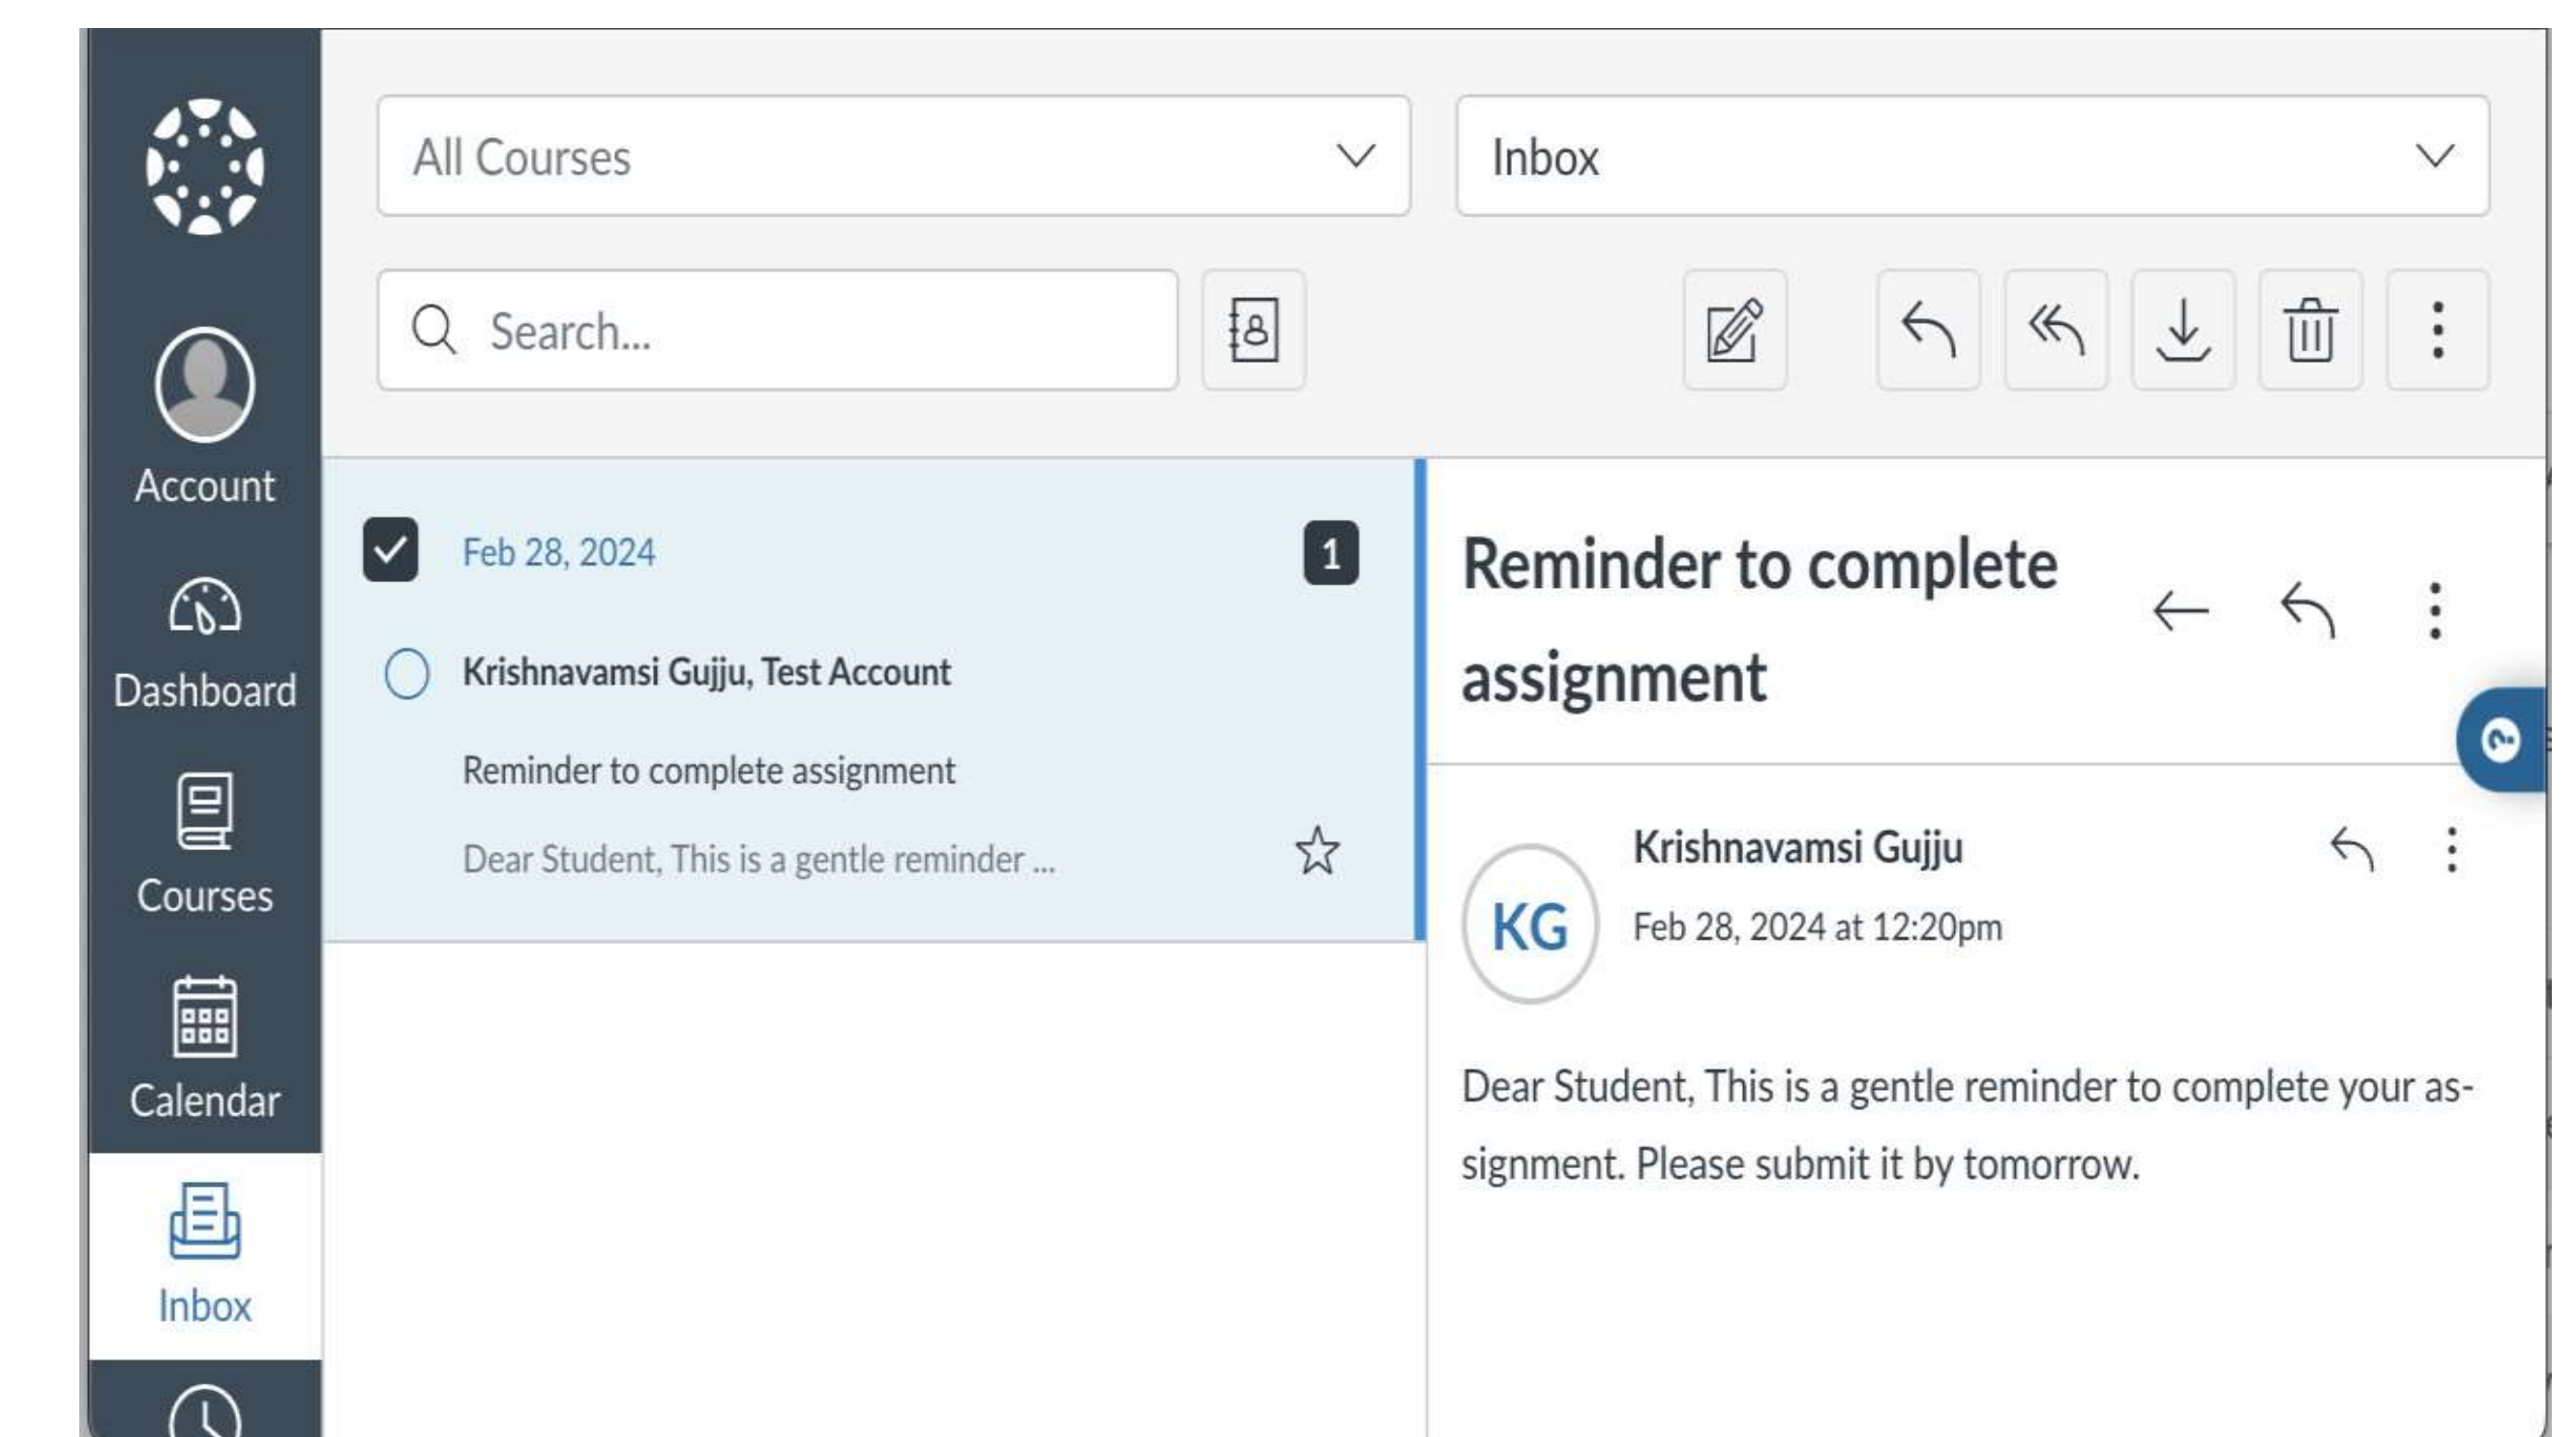 All Courses
Inbox
Search...
Account
Dashboard
Courses
Calendar
Inbox
Feb 28, 2024
1
Krishnavamsi Gujju, Test Account
Reminder to complete assignment
Dear Student, This is a gentle reminder ...
Reminder to complete
assignment
KG
Krishnavamsi Gujju
Feb 28, 2024 at 12:20pm
Dear Student, This is a gentle reminder to complete your as-
signment. Please submit it by tomorrow.
?